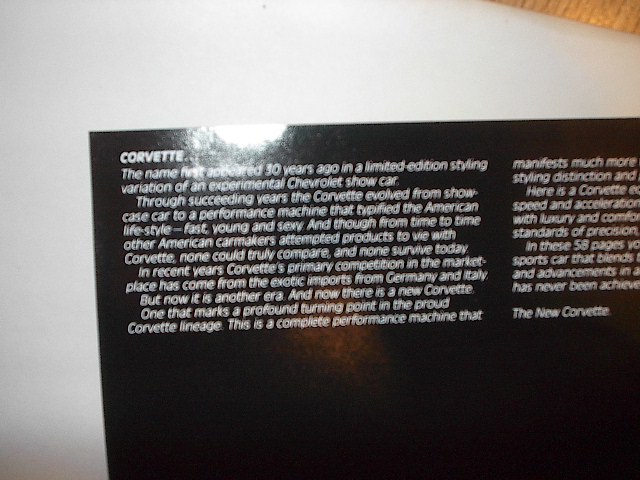 CORVETTE.
The name first appeared 30 years ago in a limited-edition styling
variation of an experimental Chevrolet show car.
Through succeeding years the Corvette evolved from show-
case car to a performance machine that typified the American
life-style—fast, young and sexy. And though from time to time
other American carmakers attempted products to vie with
Corvette, none could truly compare, and none survive today.
In recent years Corvette's primary competition in the market-
place has come from the exotic imports from Germany and Italy.
But now it is another era. And now there is a new Corvette.
One that marks a profound turning point in the proud
Corvette lineage. This is a complete performance machine that
manifests much more
styling distinction and
Here is a Corvette
speed and acceleration
with luxury and
standards of precision
In these 58 pages
sports car that blends
and advancements in
has never been
The New Corvette.